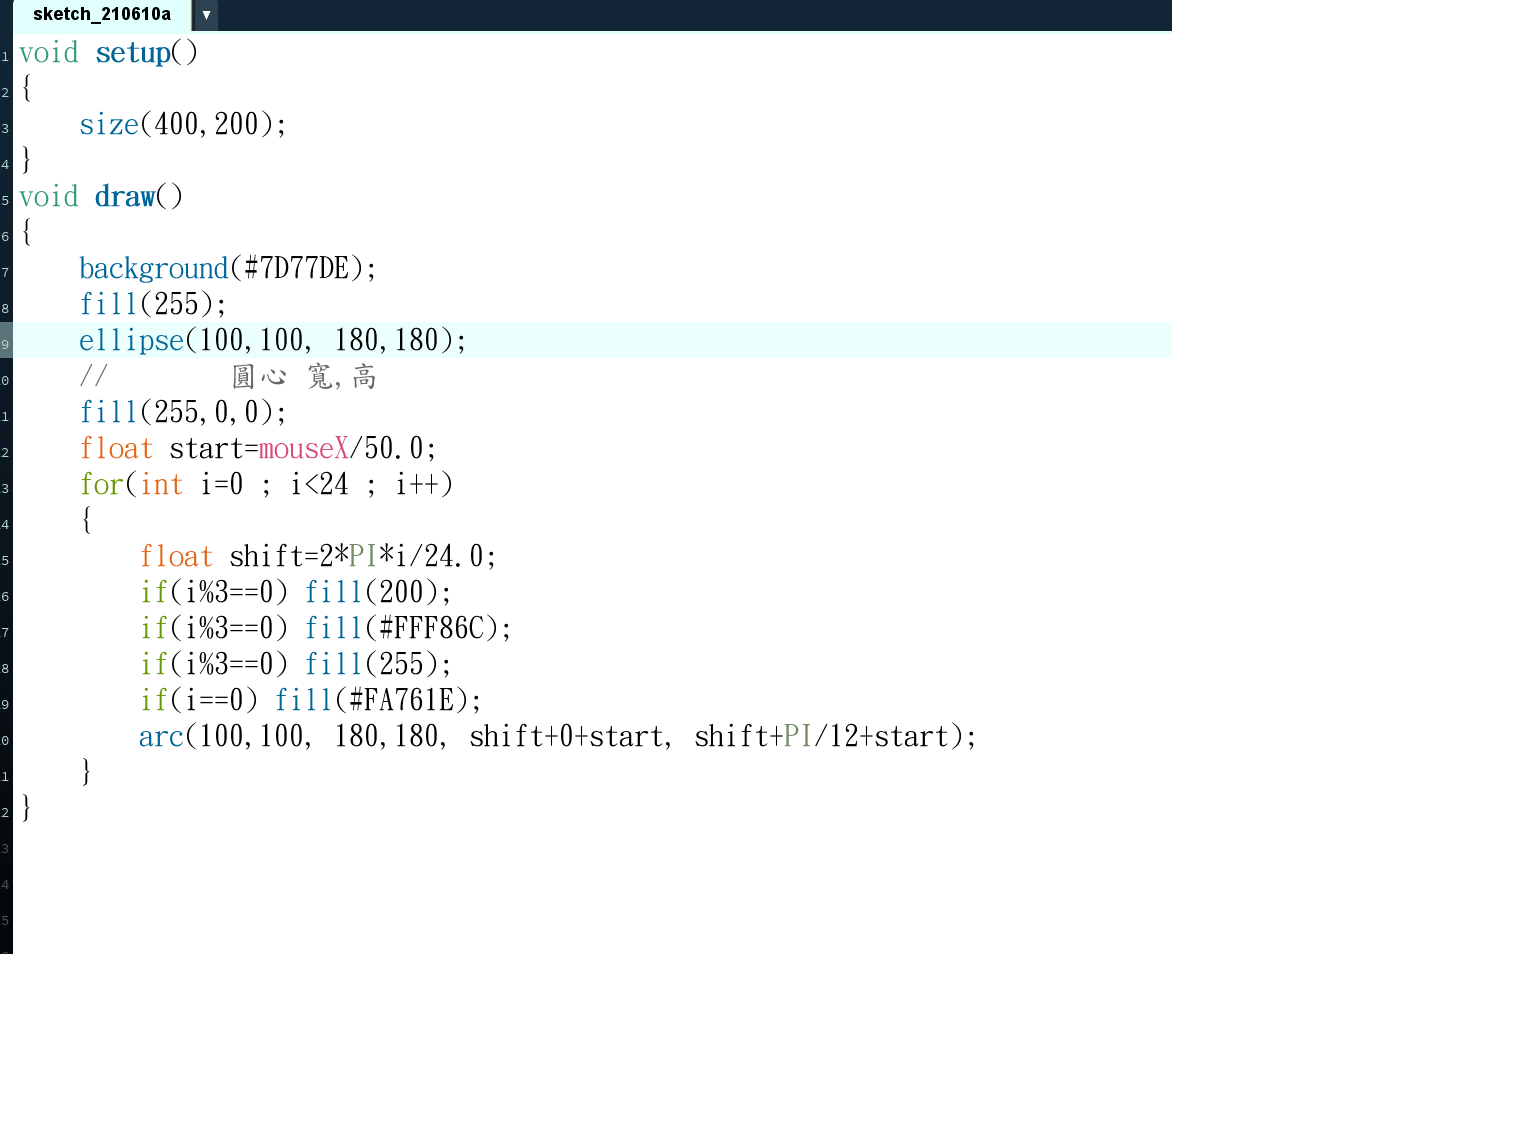 sketch_210610a ▼
1 void setup()
2 {
3     size(400,200);
4 }
5 void draw()
6 {
7     background(#7D77DE);
8     fill(255);
9     ellipse(100,100, 180,180);
0     //        圓心 寬,高
1     fill(255,0,0);
2     float start=mouseX/50.0;
3     for(int i=0 ; i<24 ; i++)
4     {
5         float shift=2*PI*i/24.0;
6         if(i%3==0) fill(200);
7         if(i%3==0) fill(#FFF86C);
8         if(i%3==0) fill(255);
9         if(i==0) fill(#FA761E);
0         arc(100,100, 180,180, shift+0+start, shift+PI/12+start);
1     }
2 }
3
4
5